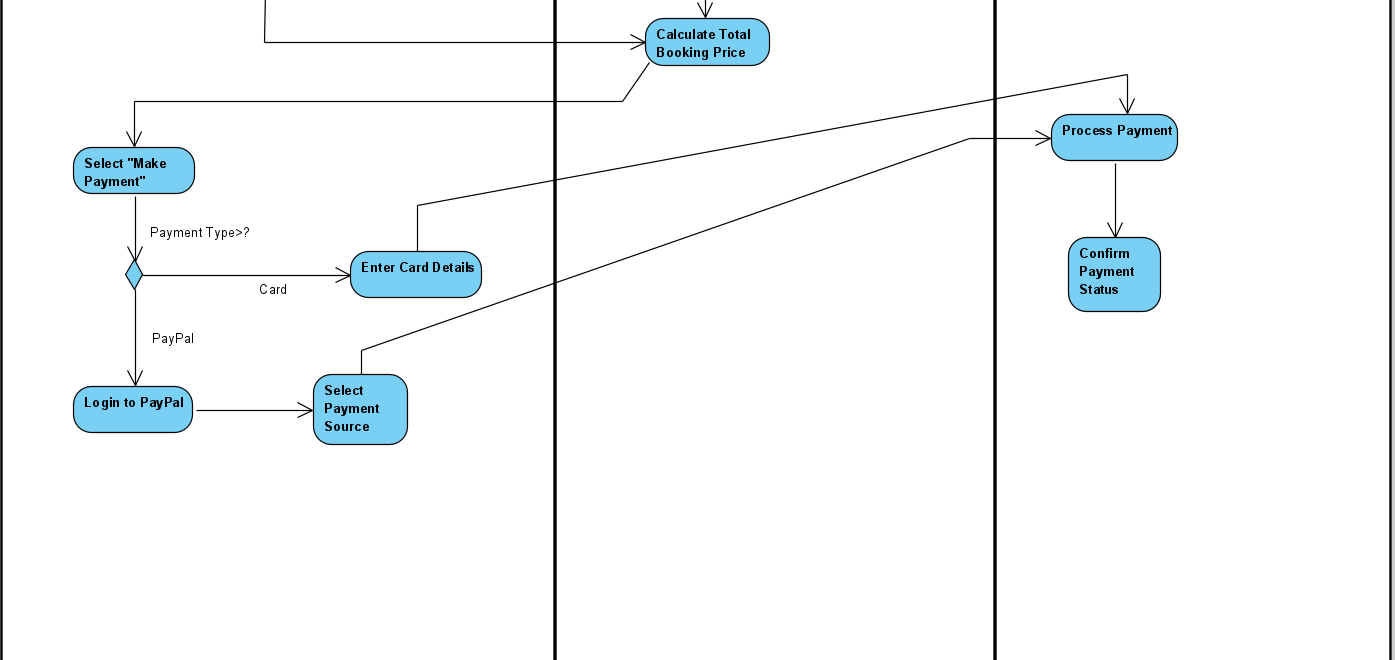 Calculate Total
Booking Price
Process Payment
Select "Make
Payment"
Payment Type>?
Confirm
Payment
Status
Enter Card Details
Card
PayPal
Login to PayPal
Select
Payment
Source